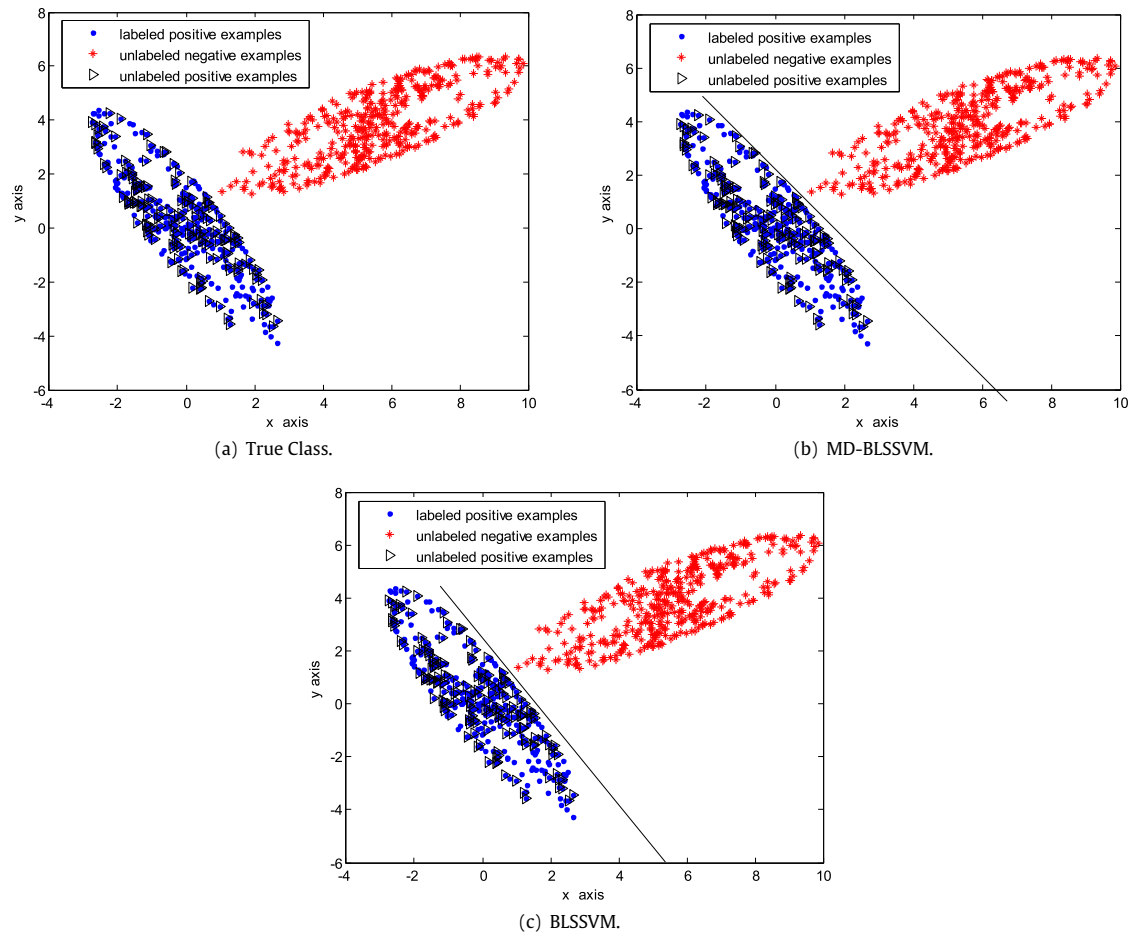 8
6
4
2
0
-2
-4
-6
y axis
labeled positive examples
unlabeled negative examples
unlabeled positive examples
-4 -2 0 2 4 6 8 10
x axis
(a) True Class.
8
6
4
2
0
-2
-4
-6
y axis
labeled positive examples
unlabeled negative examples
unlabeled positive examples
-4 -2 0 2 4 6 8 10
x axis
(b) MD-BLSSVM.
8
6
4
2
0
-2
-4
-6
y axis
labeled positive examples
unlabeled negative examples
unlabeled positive examples
-4 -2 0 2 4 6 8 10
x axis
(c) BLSSVM.